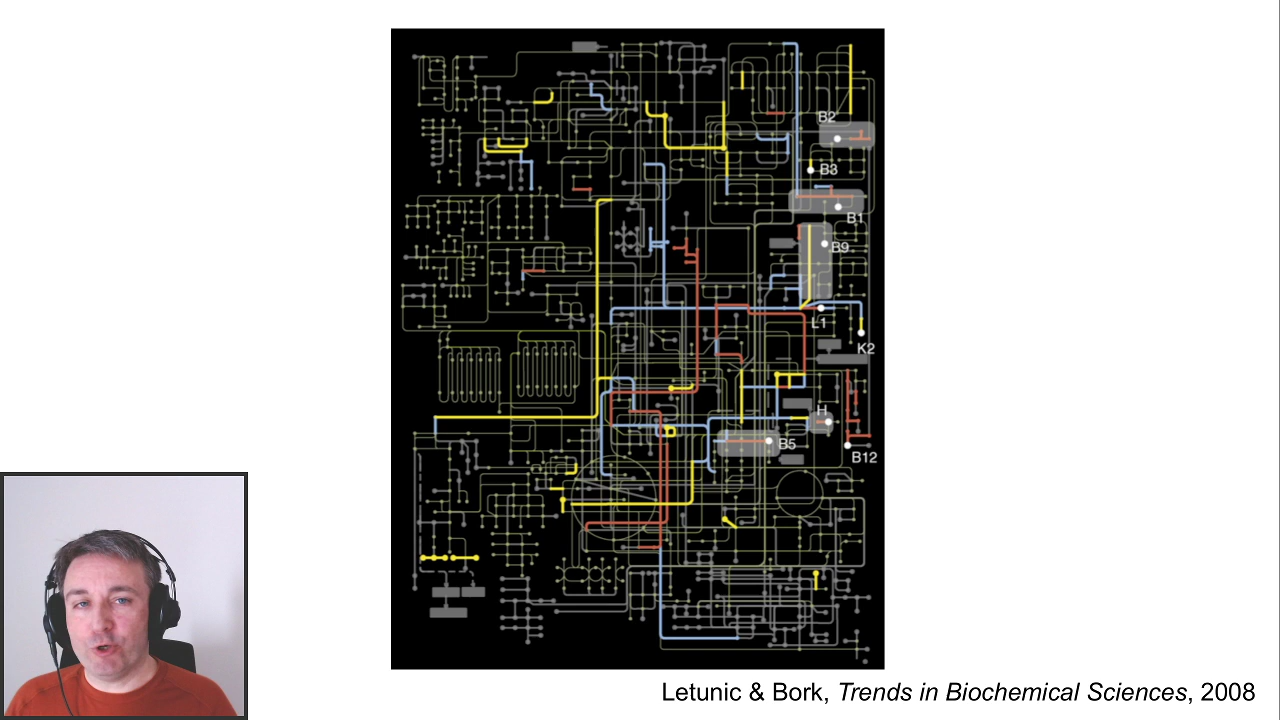 B2
B3
B1
B9
L1
K2
H
B5
B12
Letunic & Bork, Trends in Biochemical Sciences, 2008